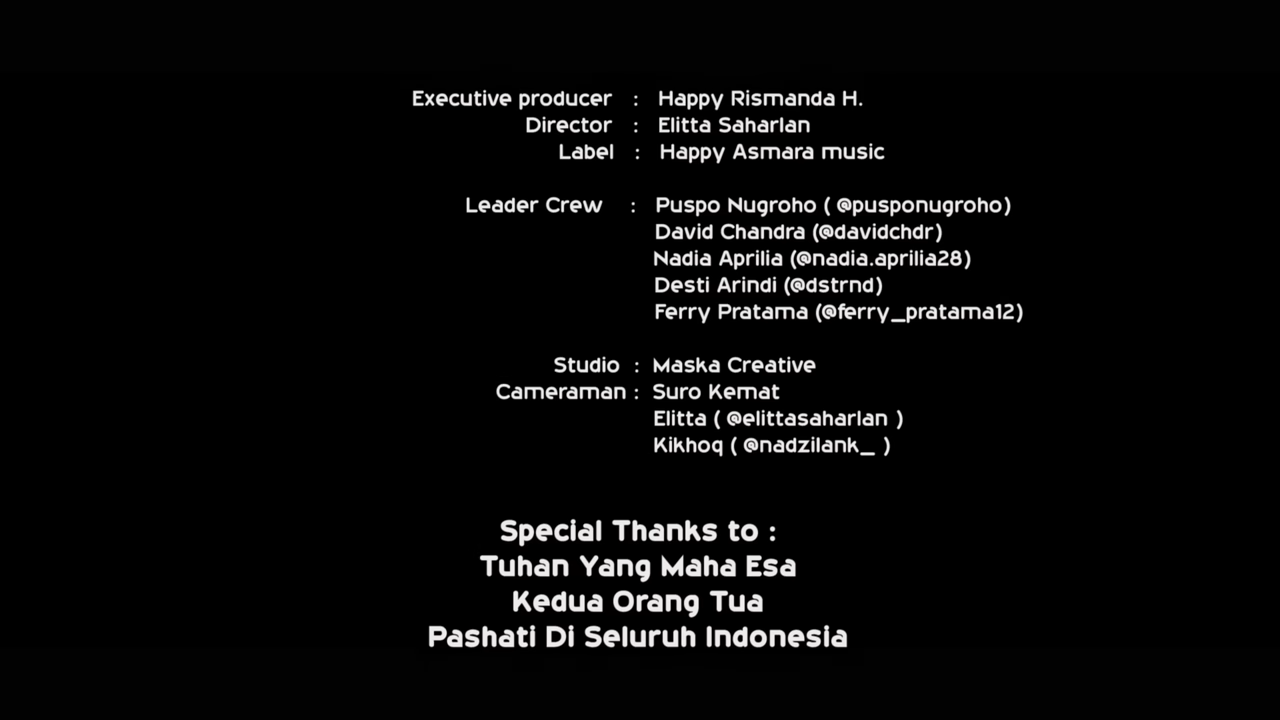 Executive producer : Happy Rismanda H.
Director : Elitta Saharlan
Label : Happy Asmara music
Leader Crew : Puspo Nugroho ( @pusponugroho)
David Chandra (@davidchdr)
Nadia Aprilia (@nadia.aprilia28)
Desti Arindi (@dstrnd)
Ferry Pratama (@ferry_pratama12)
Studio : Maska Creative
Cameraman : Suro Kemat
Elitta ( @elittasaharlan )
Kikhoq ( @nadzilank_ )
Special Thanks to :
Tuhan Yang Maha Esa
Kedua Orang Tua
Pashati Di Seluruh Indonesia